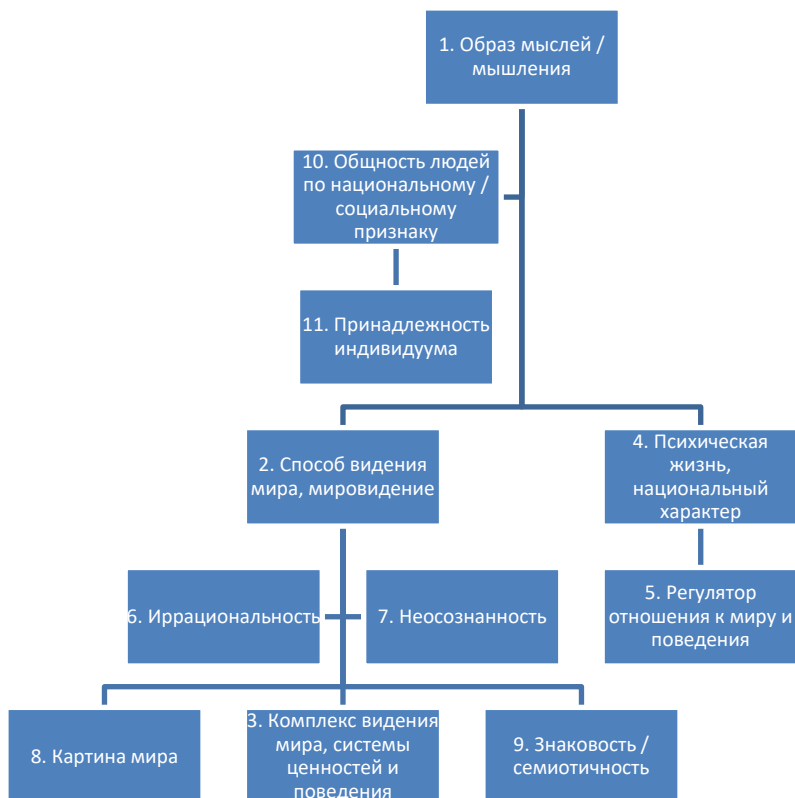 1. Образ мыслей /
мышления
10. Общность людей
по национальному /
социальному
признаку
11. Принадлежность
индивидуума
2. Способ видения
мира, мировидение
4. Психическая
жизнь,
национальный
характер
6. Иррациональность
7. Неосознанность
5. Регулятор
отношения к миру и
поведения
8. Картина мира
3. Комплекс видения
мира, системы
ценностей и
поведения
9. Знаковость /
семиотичность